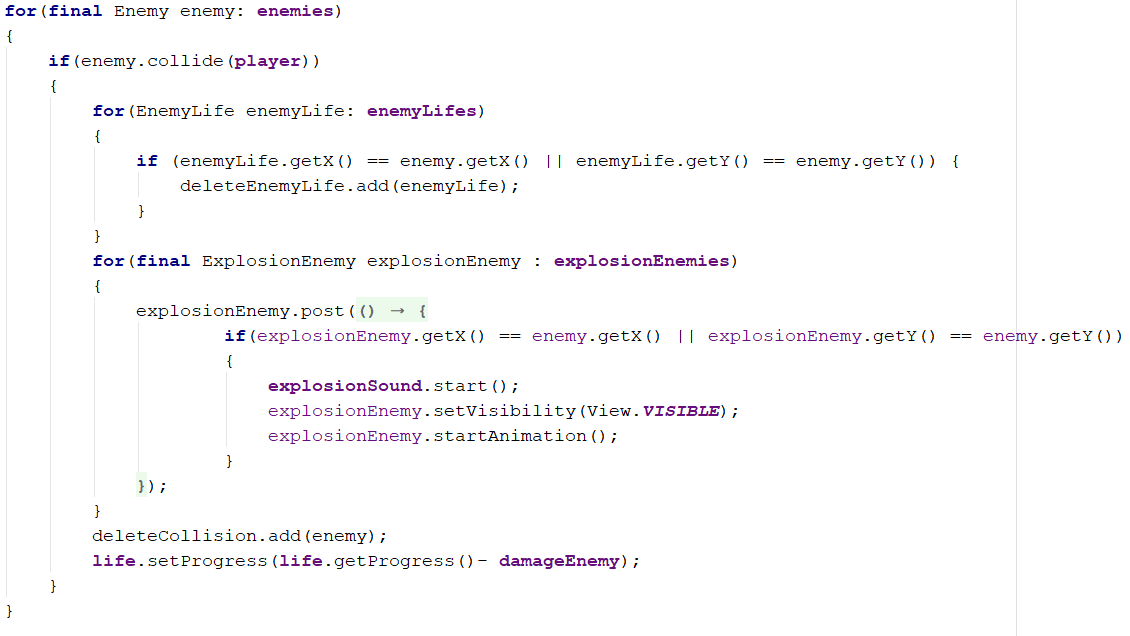 for(final Enemy enemy: enemies)
{
if(enemy.collide(player))
{
for(EnemyLife enemyLife: enemyLifes)
{
if (enemyLife.getX() == enemy.getX() || enemyLife.getY() == enemy.getY()) {
deleteEnemyLife.add(enemyLife);
}
}
for(final ExplosionEnemy explosionEnemy : explosionEnemies)
{
explosionEnemy.post(() → {
if(explosionEnemy.getX() == enemy.getX() || explosionEnemy.getY() == enemy.getY())
{
explosionSound.start();
explosionEnemy.setVisibility(View.VISIBLE);
explosionEnemy.startAnimation();
}
});
}
deleteCollision.add(enemy);
life.setProgress(life.getProgress()- damageEnemy);
}
}